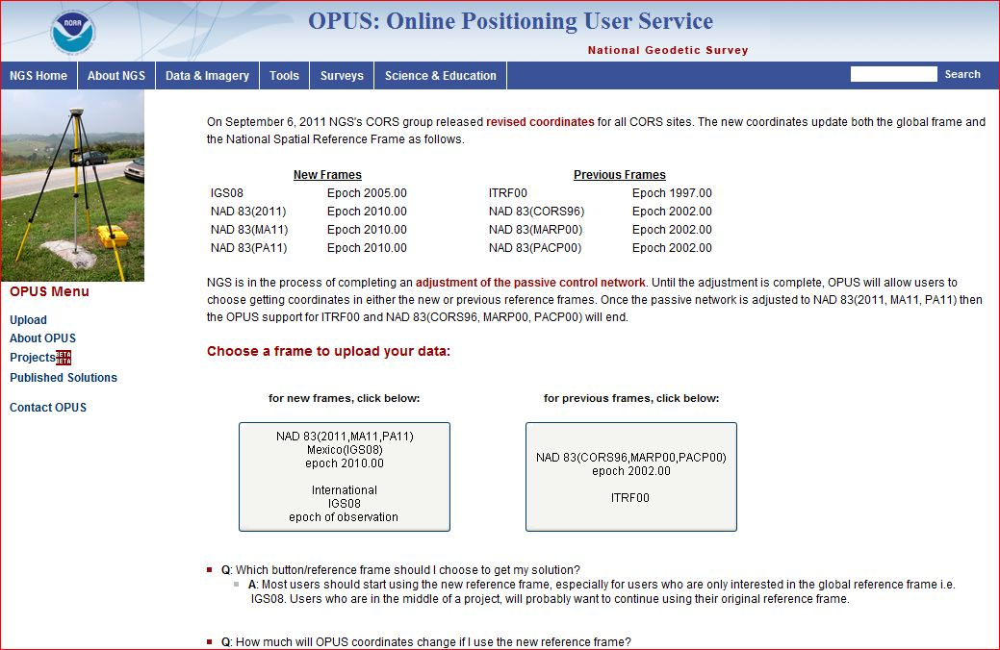 NOAA
OPUS: Online Positioning User Service
National Geodetic Survey
NGS Home
About NGS
Data & Imagery
Tools
Surveys
Science & Education
Search
On September 6, 2011 NGS's CORS group released revised coordinates for all CORS sites. The new coordinates update both the global frame and
the National Spatial Reference Frame as follows.
New Frames Previous Frames
IGS08 Epoch 2005.00 ITRF00 Epoch 1997.00
NAD 83(2011) Epoch 2010.00 NAD 83(CORS96) Epoch 2002.00
NAD 83(MA11) Epoch 2010.00 NAD 83(MARP00) Epoch 2002.00
NAD 83(PA11) Epoch 2010.00 NAD 83(PACP00) Epoch 2002.00
OPUS Menu
Upload
About OPUS
Projects BETA BETA
Published Solutions
Contact OPUS
NGS is in the process of completing an adjustment of the passive control network. Until the adjustment is complete, OPUS will allow users to
choose getting coordinates in either the new or previous reference frames. Once the passive network is adjusted to NAD 83(2011, MA11, PA11) then
the OPUS support for ITRF00 and NAD 83(CORS96, MARP00, PACP00) will end.
Choose a frame to upload your data:
for new frames, click below:
NAD 83(2011,MA11,PA11)
Mexico(IGS08)
epoch 2010.00
International
IGS08
epoch of observation
for previous frames, click below:
NAD 83(CORS96,MARP00,PACP00)
epoch 2002.00
ITRF00
Q: Which button/reference frame should I choose to get my solution?
A: Most users should start using the new reference frame, especially for users who are only interested in the global reference frame i.e.
IGS08. Users who are in the middle of a project, will probably want to continue using their original reference frame.
Q: How much will OPUS coordinates change if I use the new reference frame?